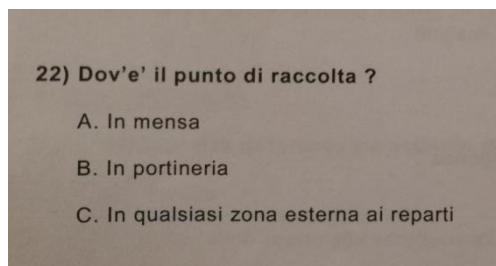 22) Dov'e' il punto di raccolta ?
A. In mensa
B. In portineria
C. In qualsiasi zona esterna ai reparti